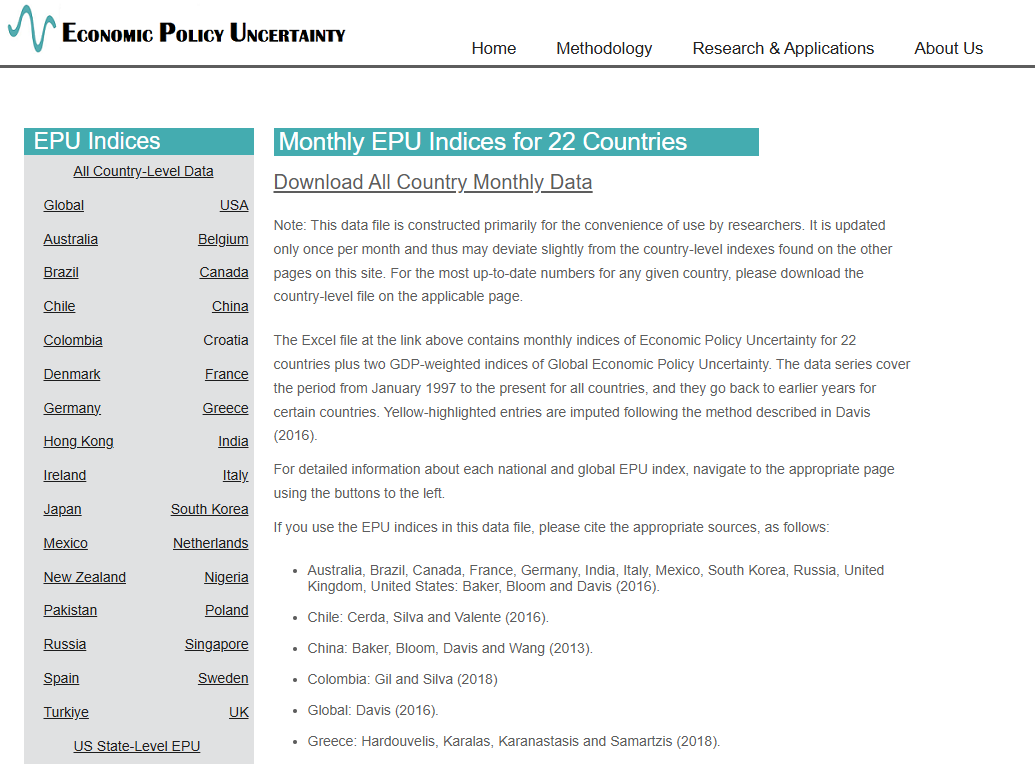 Economic Policy Uncertainty
Home Methodology Research & Applications About Us
EPU Indices
All Country-Level Data
Global USA
Australia Belgium
Brazil Canada
Chile China
Colombia Croatia
Denmark France
Germany Greece
Hong Kong India
Ireland Italy
Japan South Korea
Mexico Netherlands
New Zealand Nigeria
Pakistan Poland
Russia Singapore
Spain Sweden
Turkiye UK
US State-Level EPU
Monthly EPU Indices for 22 Countries
Download All Country Monthly Data
Note: This data file is constructed primarily for the convenience of use by researchers. It is updated
only once per month and thus may deviate slightly from the country-level indexes found on the other
pages on this site. For the most up-to-date numbers for any given country, please download the
country-level file on the applicable page.
The Excel file at the link above contains monthly indices of Economic Policy Uncertainty for 22
countries plus two GDP-weighted indices of Global Economic Policy Uncertainty. The data series cover
the period from January 1997 to the present for all countries, and they go back to earlier years for
certain countries. Yellow-highlighted entries are imputed following the method described in Davis
(2016).
For detailed information about each national and global EPU index, navigate to the appropriate page
using the buttons to the left.
If you use the EPU indices in this data file, please cite the appropriate sources, as follows:
• Australia, Brazil, Canada, France, Germany, India, Italy, Mexico, South Korea, Russia, United
Kingdom, United States: Baker, Bloom and Davis (2016).
• Chile: Cerda, Silva and Valente (2016).
• China: Baker, Bloom, Davis and Wang (2013).
• Colombia: Gil and Silva (2018)
• Global: Davis (2016).
• Greece: Hardouvelis, Karalas, Karanastasis and Samartzis (2018).